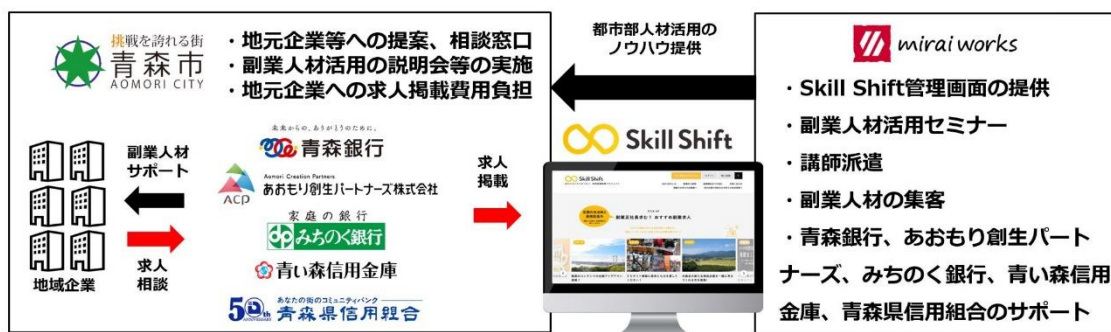 挑戦を誇れる街
青森市
AOMORI CITY
・地元企業等への提案、相談窓口
・副業人材活用の説明会等の実施
・地元企業への求人掲載費用負担
副業人材
サポート
求人
相談
地域企業
未来からの、ありがとうのために。
青森銀行
Aomori Creation Partners
あおもり創生パートナーズ株式会社
ACP
家庭の銀行
みちのく銀行
青い森信用金庫
50th
あなたの街のコミュニティバンク
青森県信用組合
求人
掲載
都市部人材活用の
ノウハウ提供
Skill Shift
Skill Shift
mirai works
・Skill Shift管理画面の提供
・副業人材活用セミナー
・講師派遣
・副業人材の集客
・青森銀行、あおもり創生パート
ナーズ、みちのく銀行、青い森信用
金庫、青森県信用組合のサポート